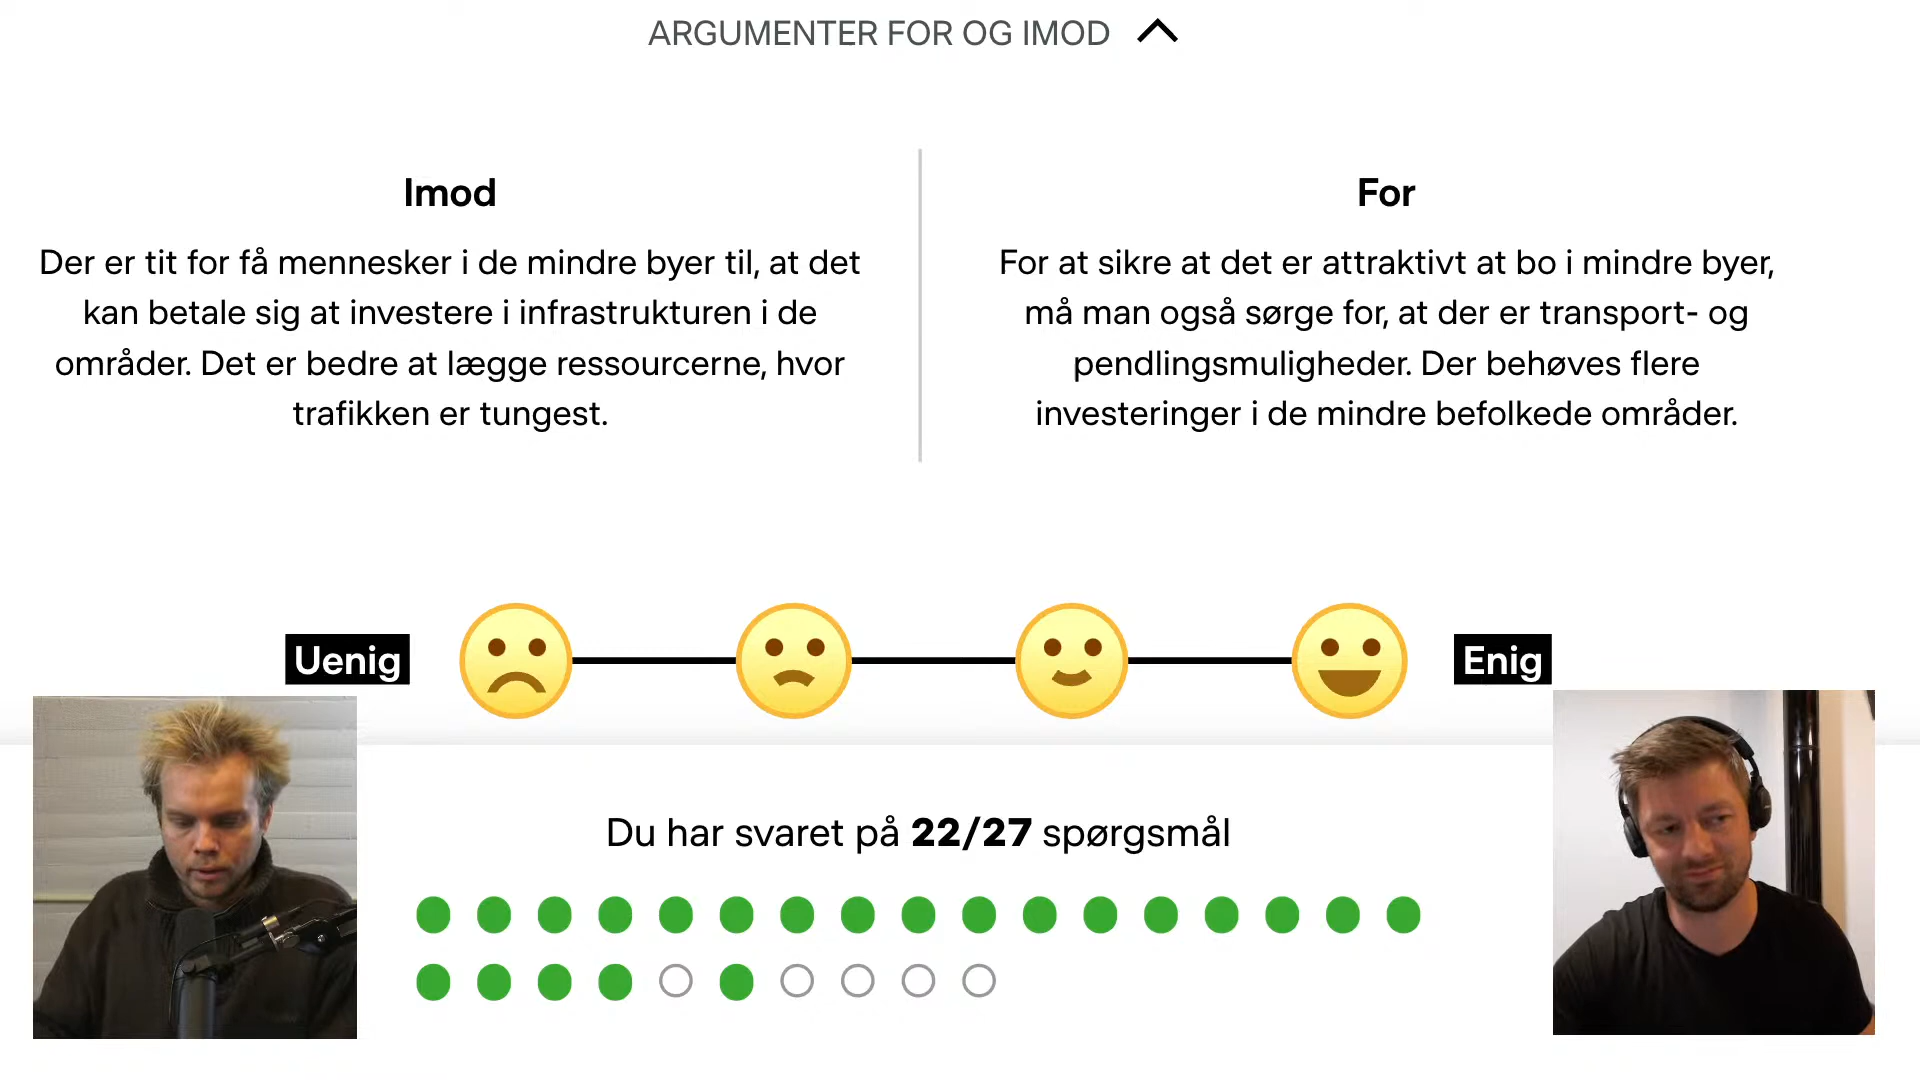 ARGUMENTER FOR OG IMOD
Imod
Der er tit for få mennesker i de mindre byer til, at det
kan betale sig at investere i infrastrukturen i de
områder. Det er bedre at lægge ressourcerne, hvor
trafikken er tungest.
For
For at sikre at det er attraktivt at bo i mindre byer,
må man også sørge for, at der er transport- og
pendlingsmuligheder. Der behøves flere
investeringer i de mindre befolkede områder.
Uenig
Enig
Du har svaret på 22/27 spørgsmål